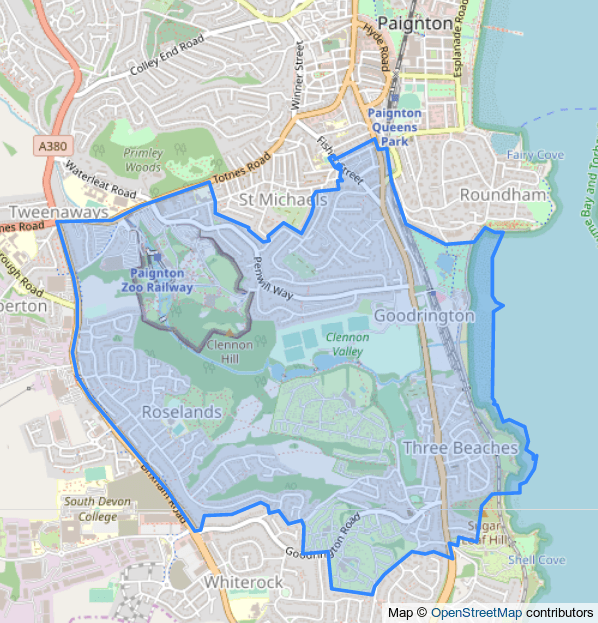 Paignton
Hyde Road
Esplanade Road
Colley End Road
Winner Street
Paignton
Queens
Park
A380
Primley
Woods
Fisher Street
Fairy Cove
Totnes Road
Waterleat Road
Roundham
St Michaels
Tweenaways
nes Road
Paignton
Zoo Railway
Penwill Way
rough Road
perton
Goodrington
Clennon
Hill
Clennon
Valley
Roselands
Three Beaches
Brixham Road
South Devon
College
Goodrington Road
Sugar
Loaf Hill
Shell Cove
Whiterock
Map © OpenStreetMap contributors